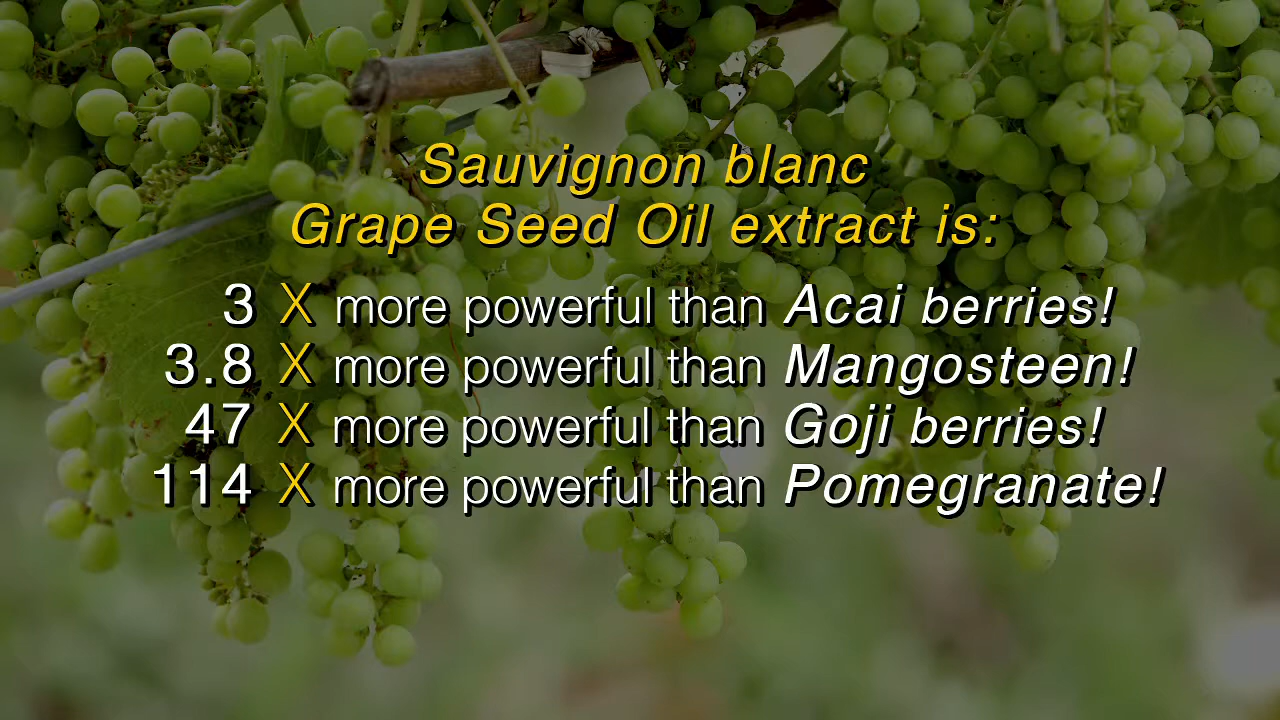 Sauvignon blanc
Grape Seed Oil extract is:
3 X more powerful than Acai berries!
3.8 X more powerful than Mangosteen!
47 X more powerful than Goji berries!
114 X more powerful than Pomegranate!